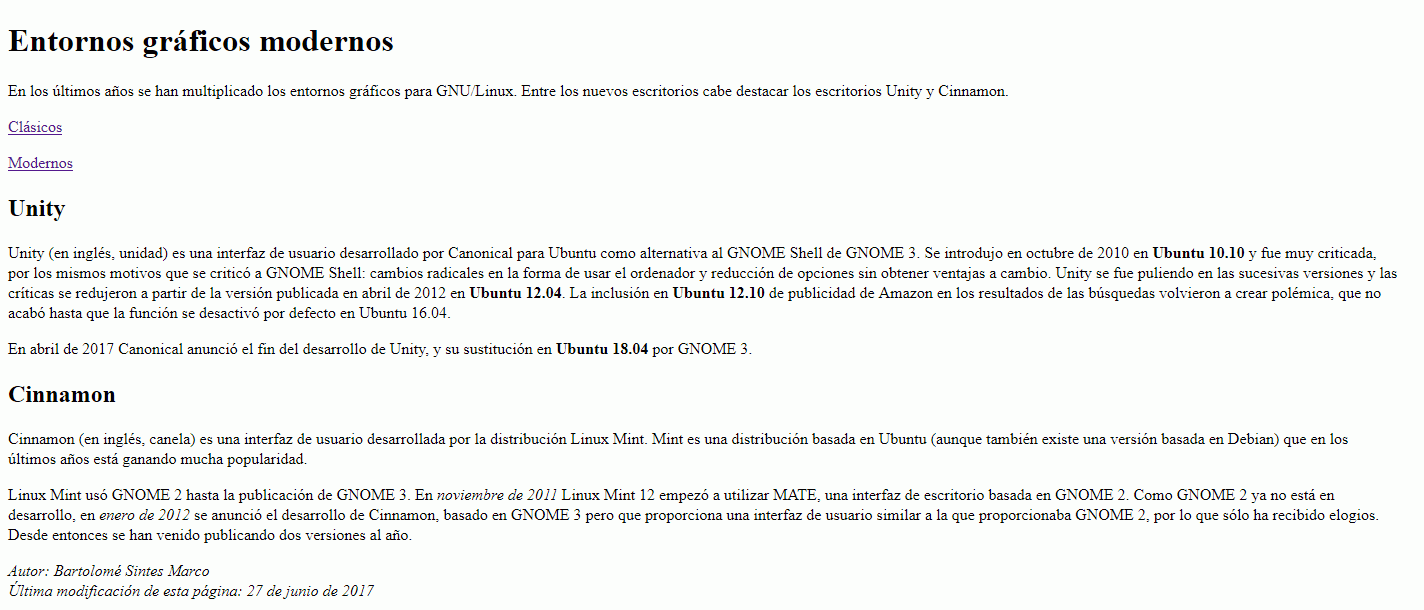 Entornos gráficos modernos
En los últimos años se han multiplicado los entornos gráficos para GNU/Linux. Entre los nuevos escritorios cabe destacar los escritorios Unity y Cinnamon.
Clásicos
Modernos
Unity
Unity (en inglés, unidad) es una interfaz de usuario desarrollado por Canonical para Ubuntu como alternativa al GNOME Shell de GNOME 3. Se introdujo en octubre de 2010 en Ubuntu 10.10 y fue muy criticada,
por los mismos motivos que se criticó a GNOME Shell: cambios radicales en la forma de usar el ordenador y reducción de opciones sin obtener ventajas a cambio. Unity se fue puliendo en las sucesivas versiones y las
críticas se redujeron a partir de la versión publicada en abril de 2012 en Ubuntu 12.04. La inclusión en Ubuntu 12.10 de publicidad de Amazon en los resultados de las búsquedas volvieron a crear polémica, que no
acabó hasta que la función se desactivó por defecto en Ubuntu 16.04.
En abril de 2017 Canonical anunció el fin del desarrollo de Unity, y su sustitución en Ubuntu 18.04 por GNOME 3.
Cinnamon
Cinnamon (en inglés, canela) es una interfaz de usuario desarrollada por la distribución Linux Mint. Mint es una distribución basada en Ubuntu (aunque también existe una versión basada en Debian) que en los
últimos años está ganando mucha popularidad.
Linux Mint usó GNOME 2 hasta la publicación de GNOME 3. En noviembre de 2011 Linux Mint 12 empezó a utilizar MATE, una interfaz de escritorio basada en GNOME 2. Como GNOME 2 ya no está en
desarrollo, en enero de 2012 se anunció el desarrollo de Cinnamon, basado en GNOME 3 pero que proporciona una interfaz de usuario similar a la que proporcionaba GNOME 2, por lo que sólo ha recibido elogios.
Desde entonces se han venido publicando dos versiones al año.
Autor: Bartolomé Sintes Marco
Última modificación de esta página: 27 de junio de 2017